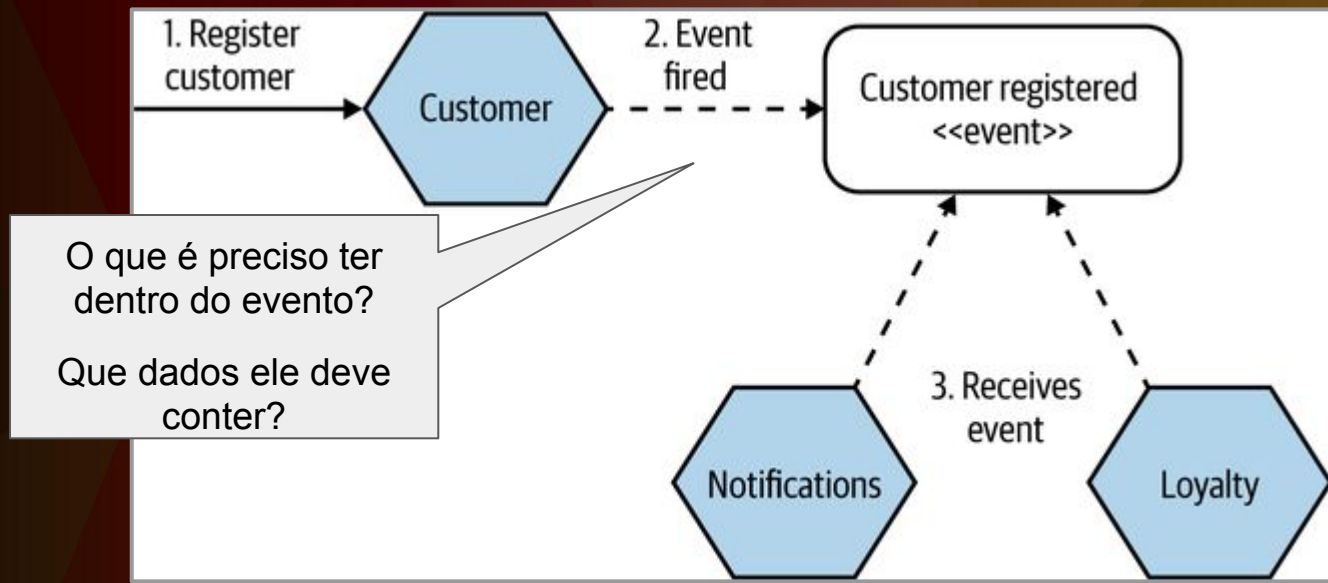 1. Register
customer
Customer
2. Event
fired
Customer registered
<<event>>
O que é preciso ter
dentro do evento?
Que dados ele deve
conter?
3. Receives
event
Notifications
Loyalty